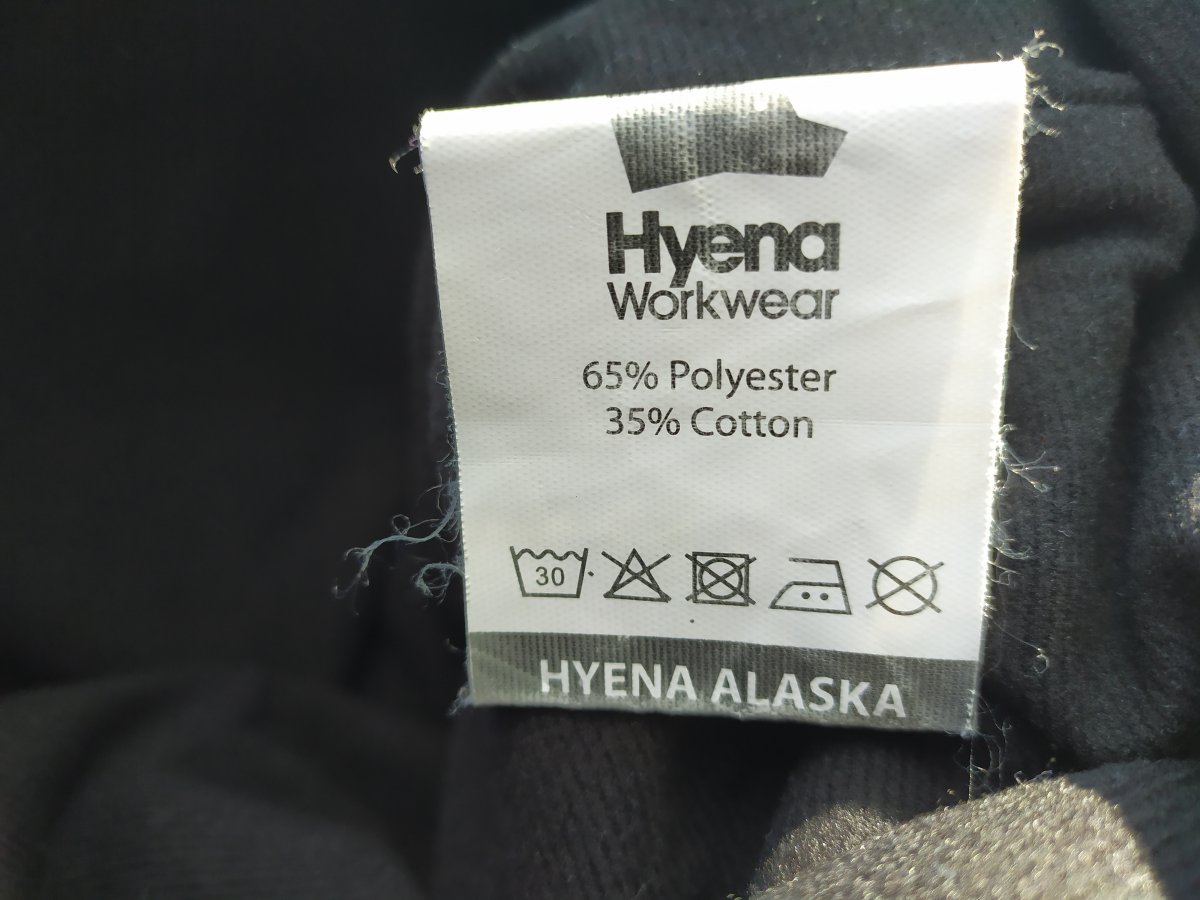 Hyena
Workwear
65% Polyester
35% Cotton
30
HYENA ALASKA